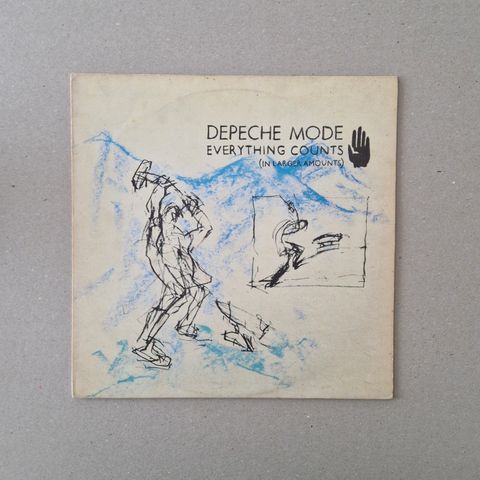 DEPECHE MODE
EVERYTHING COUNTS
(IN LARGER AMOUNTS)